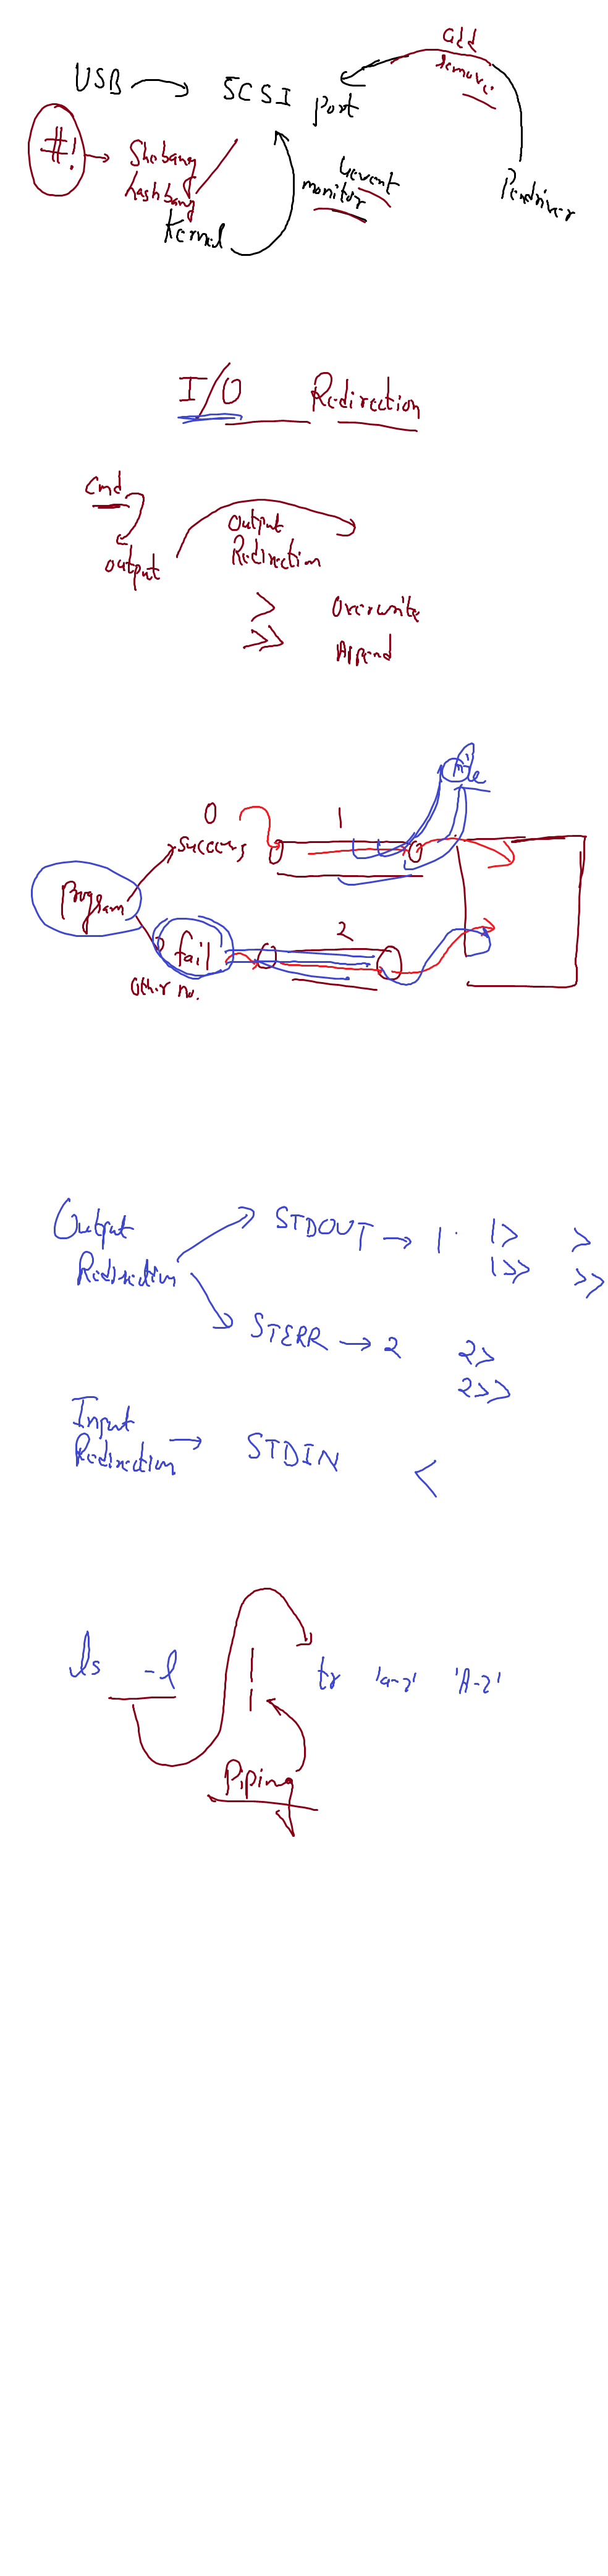 add
remove
USB → SCSI port
#! → Shebang
hashbang
Uevent
monitor
Pendriver
Kernel
I/O Redirection
Cmd
output
Output
Redirection
> Overwrite
>> Append
file
0 1
success
Program
2
fail
Other no.
Output
Redirection
STDOUT → 1 1> >
1>> >>
STERR → 2 2>
2>>
Input
Redirection → STDIN <
ls -l | tr 'a-z' 'A-Z'
Piping